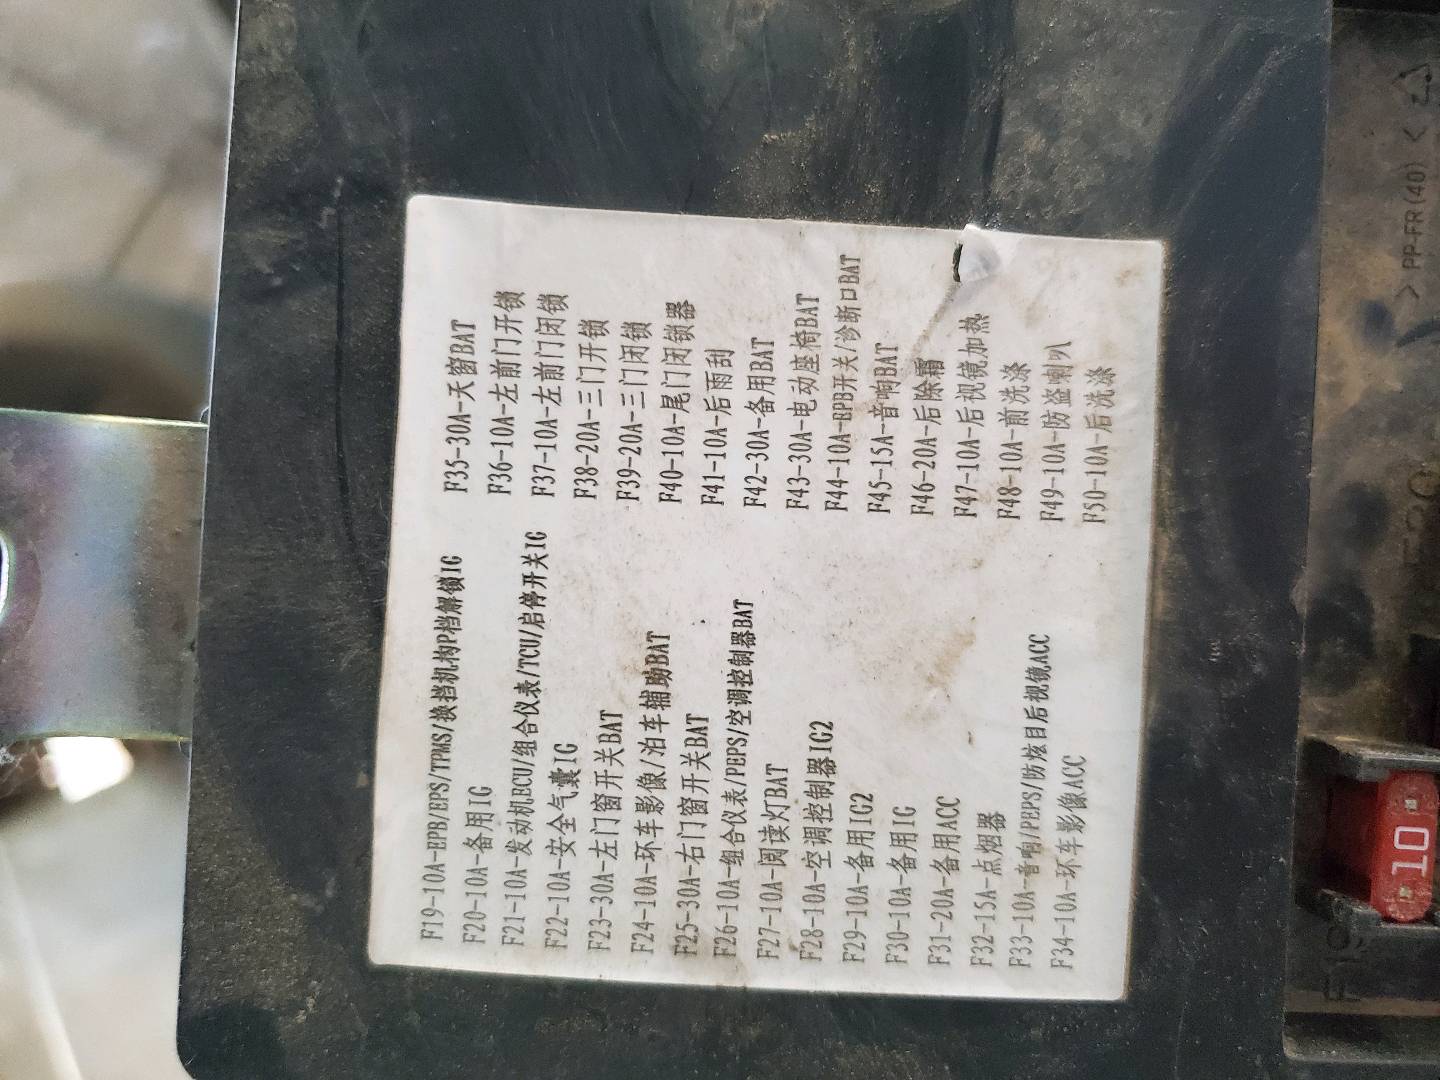 F19-10A-EPB/EPS/TPMS/换挡机构P档解锁IG
F20-10A-备用IG
F21-10A-发动机ECU/组合仪表/TCU/启停开关IG
F22-10A-安全气囊IG
F23-30A-左门窗开关BAT
F24-10A-环车影像/泊车辅助BAT
F25-30A-右门窗开关BAT
F26-10A-组合仪表/PEPS/空调控制器BAT
F27-10A-阅读灯BAT
F28-10A-空调控制器IG2
F29-10A-备用IG2
F30-10A-备用IG
F31-20A-备用ACC
F32-15A-点烟器
F33-10A-音响/PEPS/防炫目后视镜ACC
F34-10A-环车影像ACC
F35-30A-天窗BAT
F36-10A-左前门开锁
F37-10A-左前门闭锁
F38-20A-三门开锁
F39-20A-三门闭锁
F40-10A-尾门闭锁器
F41-10A-后雨刮
F42-30A-备用BAT
F43-30A-电动座椅BAT
F44-10A-EPB开关/诊断口BAT
F45-15A-音响BAT
F46-20A-后除霜
F47-10A-后视镜加热
F48-10A-前洗涤
F49-10A-防盗喇叭
F50-10A-后洗涤
>PP-FR(40)<
F19
10